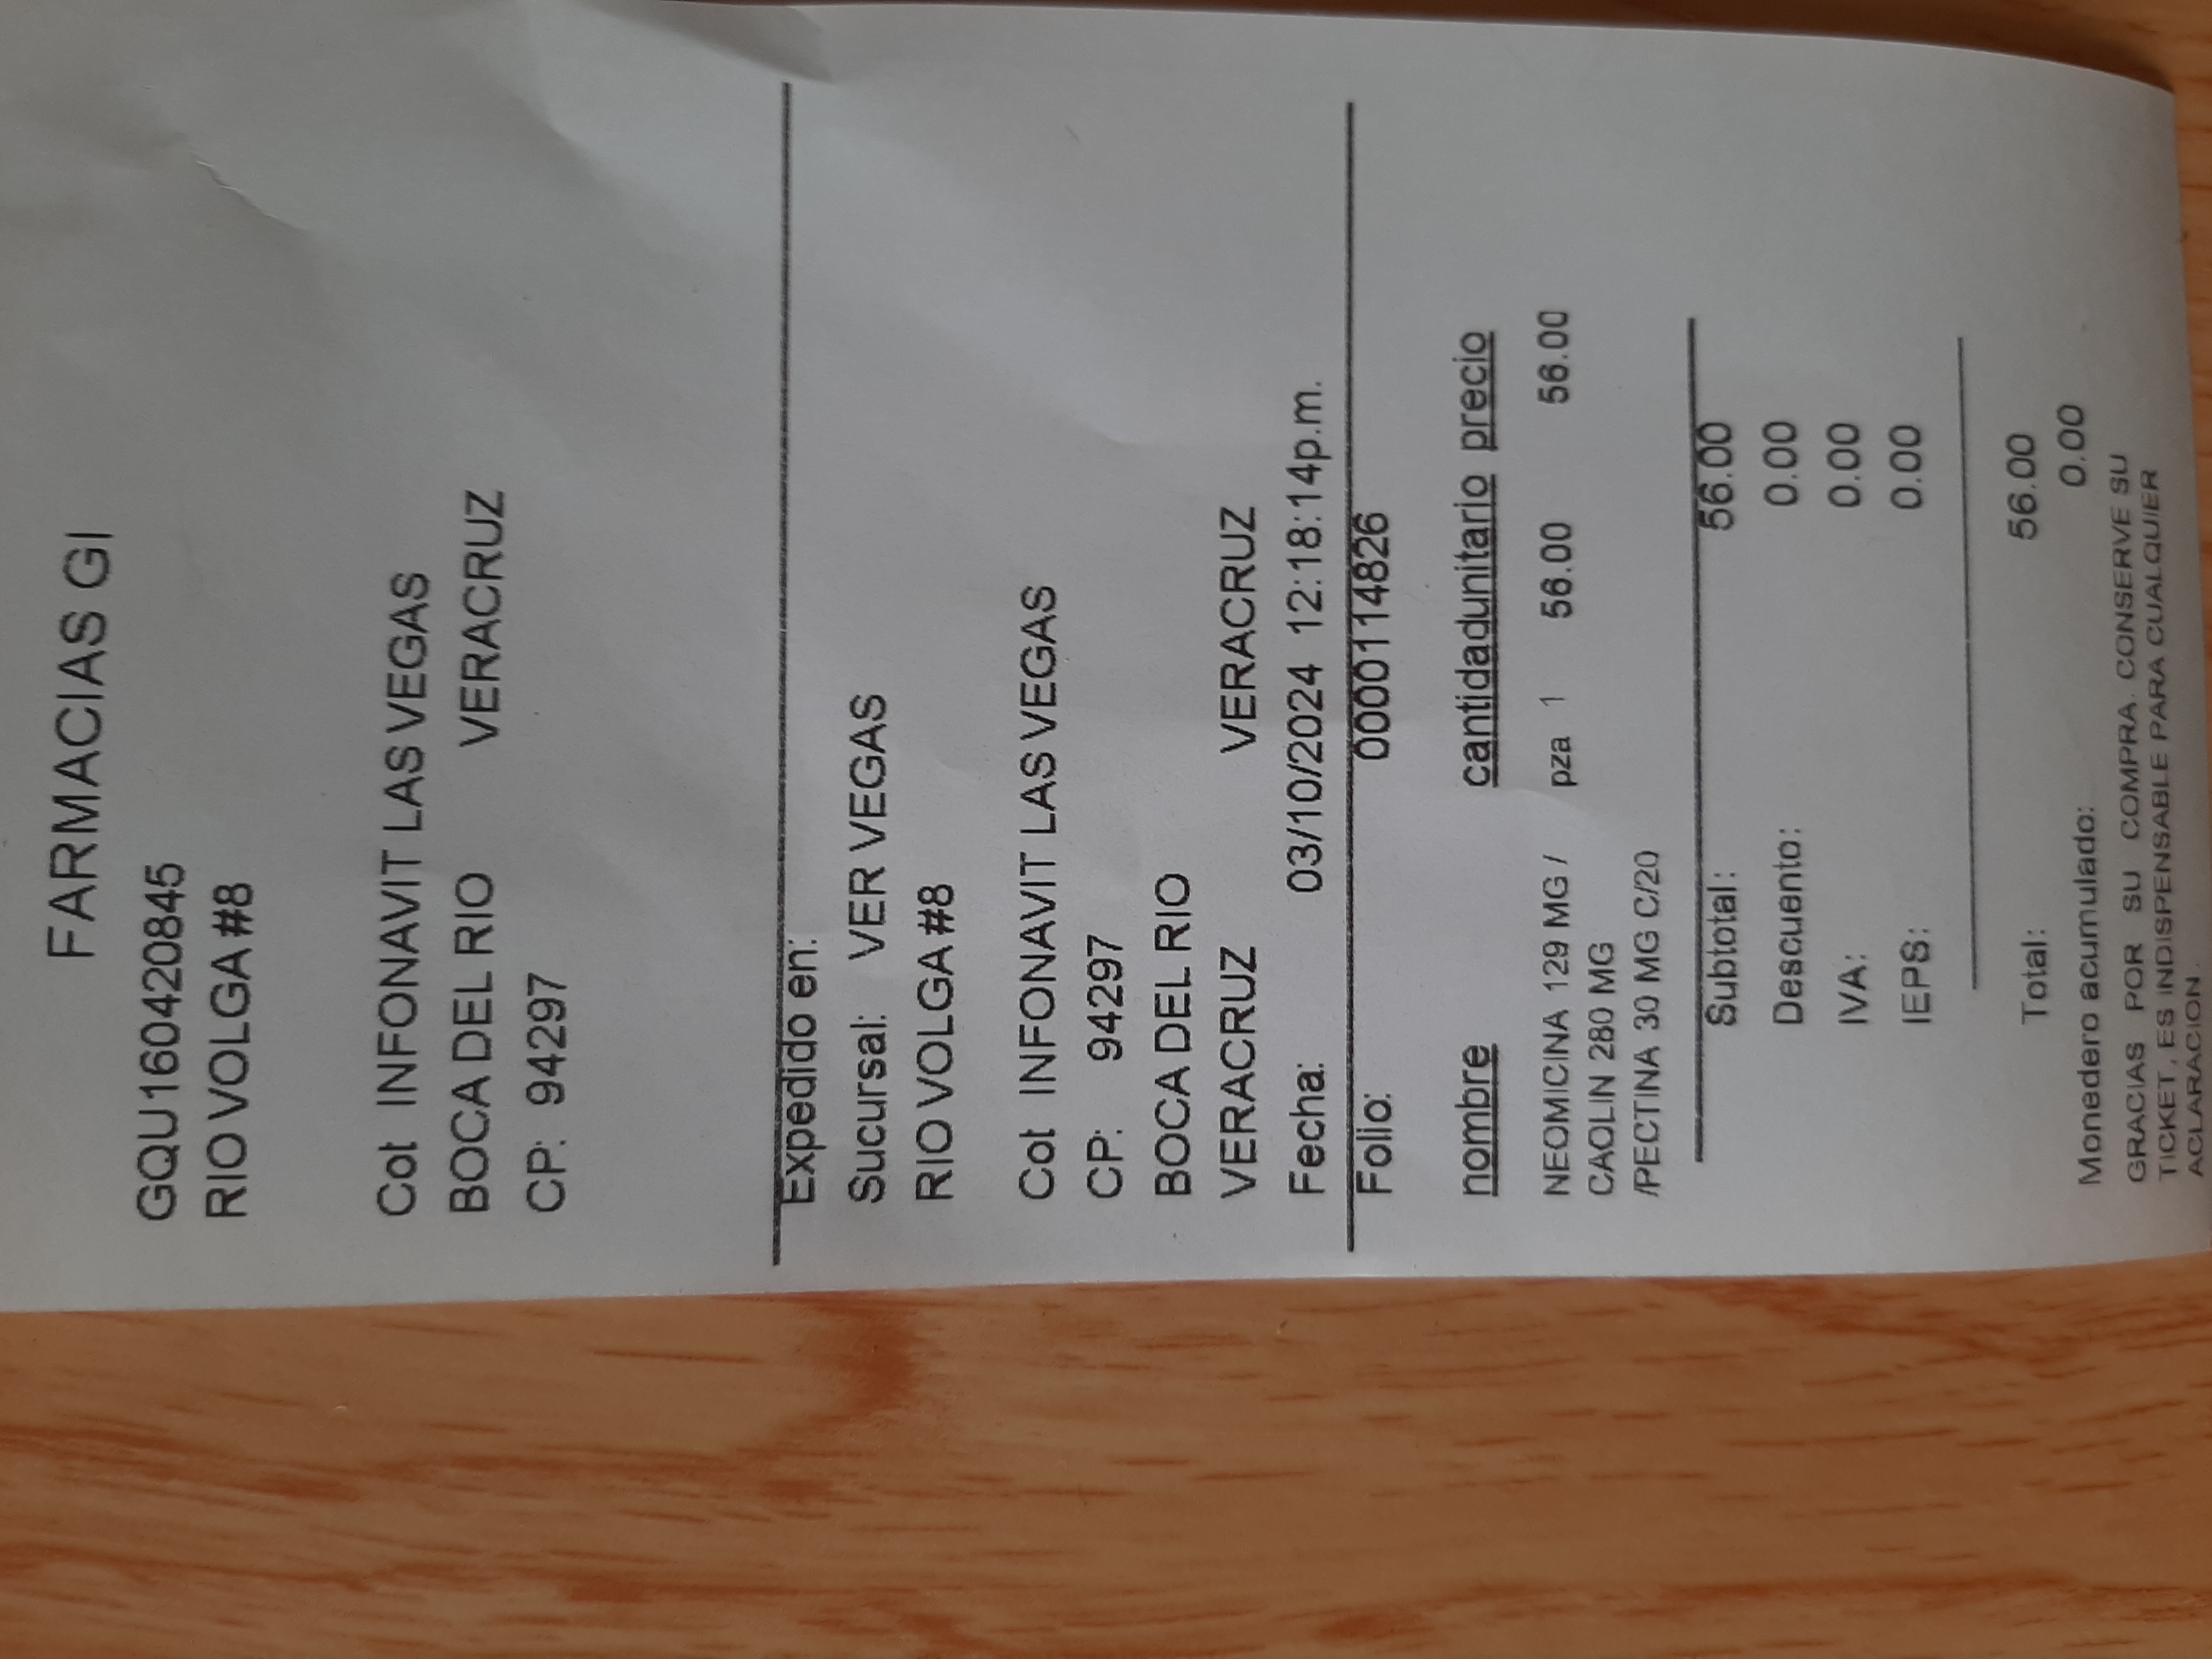 FARMACIAS GI
GQU160420845
RIO VOLGA #8
Col INFONAVIT LAS VEGAS
BOCA DEL RIO VERACRUZ
CP: 94297
Expedido en:
Sucursal: VER VEGAS
RIO VOLGA #8
Col INFONAVIT LAS VEGAS
CP: 94297
BOCA DEL RIO
VERACRUZ VERACRUZ
Fecha: 03/10/2024 12:18:14p.m.
Folio: 0000114826
nombre cantidadunitario precio
NEOMICINA 129 MG / pza 1 56.00 56.00
CAOLIN 280 MG
/PECTINA 30 MG C/20
Subtotal: 56.00
Descuento: 0.00
IVA: 0.00
IEPS: 0.00
Total: 56.00
Monedero acumulado: 0.00
GRACIAS POR SU COMPRA. CONSERVE SU
TICKET, ES INDISPENSABLE PARA CUALQUIER
ACLARACION.